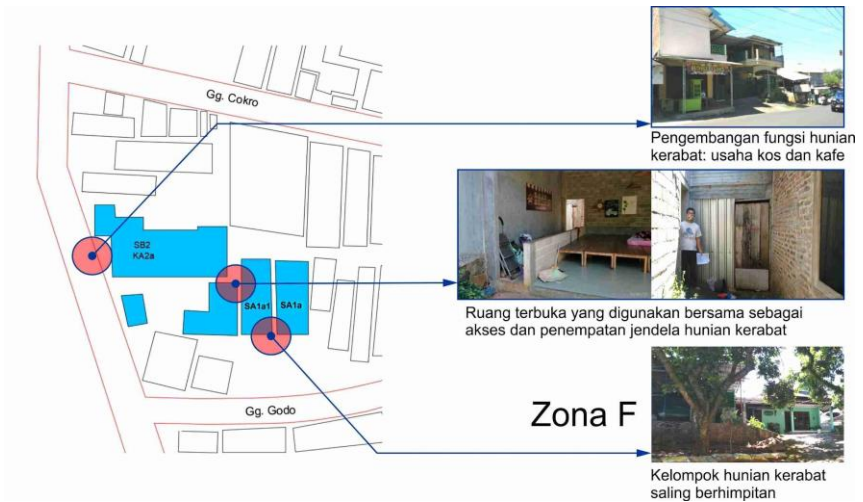 Gg. Cokro
SB2
KA2a
SA1a1
SA1a
Gg. Godo
Pengembangan fungsi hunian
kerabat: usaha kos dan kafe
Ruang terbuka yang digunakan bersama sebagai
akses dan penempatan jendela hunian kerabat
Zona F
Kelompok hunian kerabat
saling berhimpitan